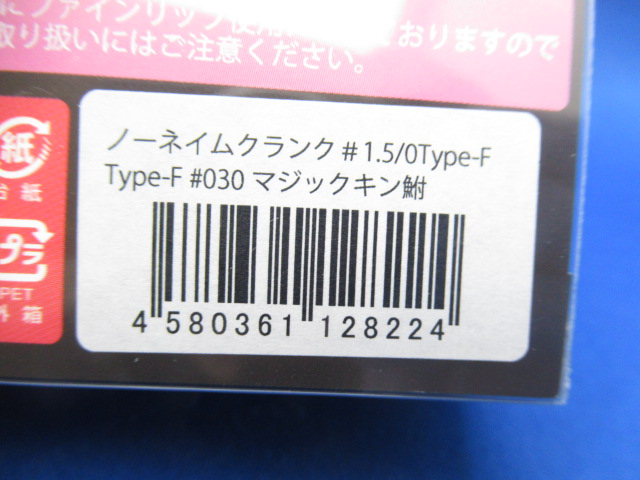 にファインリップ使用
おりますので
取り扱いにはご注意ください。
紙
台紙
プラ
PET
外箱
ノーネイムクランク #1.5/0Type-F
Type-F #030 マジックキン鮒
4 580361 128224